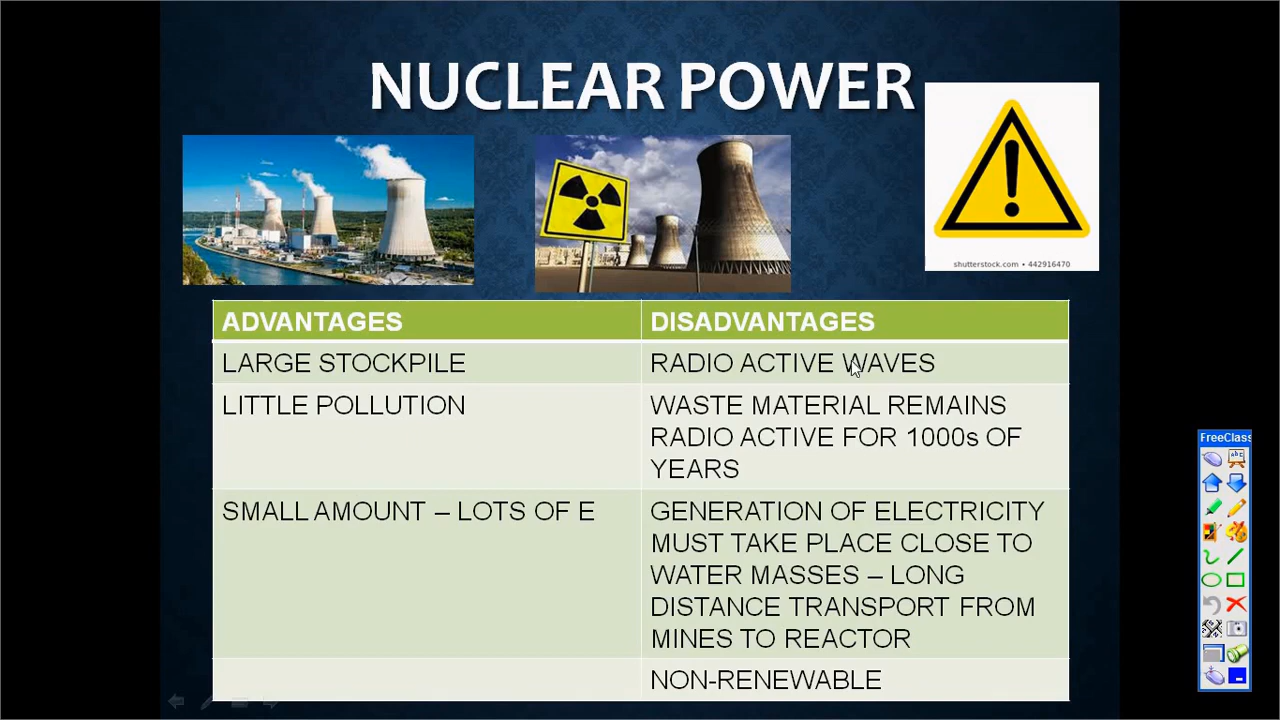 NUCLEAR POWER
shutterstock.com • 442916470
ADVANTAGES
DISADVANTAGES
LARGE STOCKPILE
RADIO ACTIVE WAVES
LITTLE POLLUTION
WASTE MATERIAL REMAINS
RADIO ACTIVE FOR 1000s OF
YEARS
SMALL AMOUNT – LOTS OF E
GENERATION OF ELECTRICITY
MUST TAKE PLACE CLOSE TO
WATER MASSES – LONG
DISTANCE TRANSPORT FROM
MINES TO REACTOR
NON-RENEWABLE
FreeClass
abc